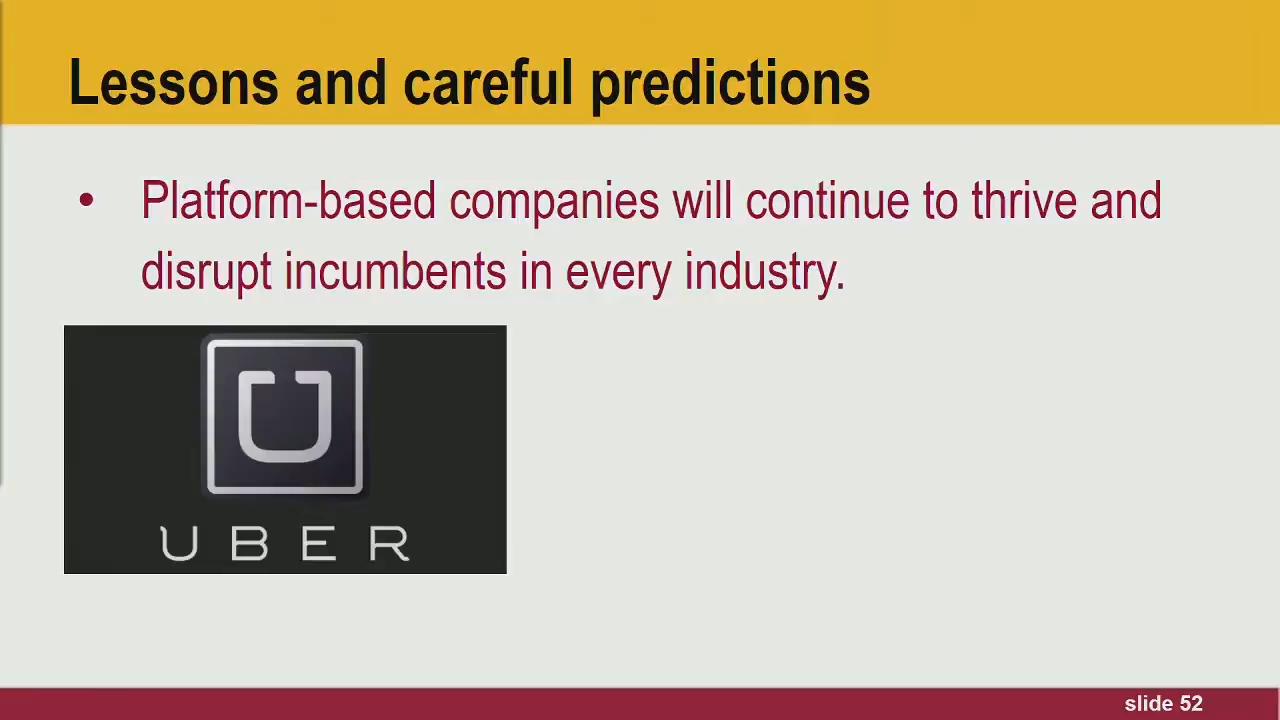 Lessons and careful predictions
• Platform-based companies will continue to thrive and
disrupt incumbents in every industry.
U
UBER
slide 52